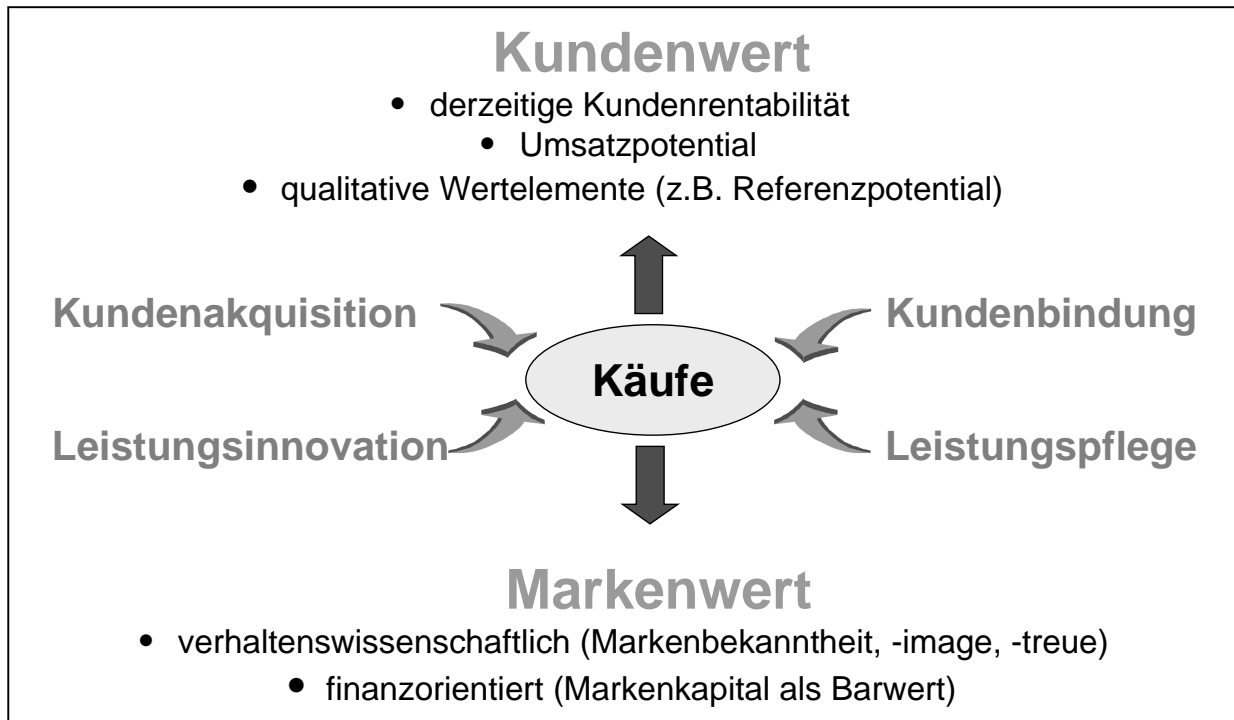 Kundenwert
• derzeitige Kundenrentabilität
• Umsatzpotential
• qualitative Wertelemente (z.B. Referenzpotential)
Kundenakquisition
Kundenbindung
Käufe
Leistungsinnovation
Leistungspflege
Markenwert
• verhaltenswissenschaftlich (Markenbekanntheit, -image, -treue)
• finanzorientiert (Markenkapital als Barwert)